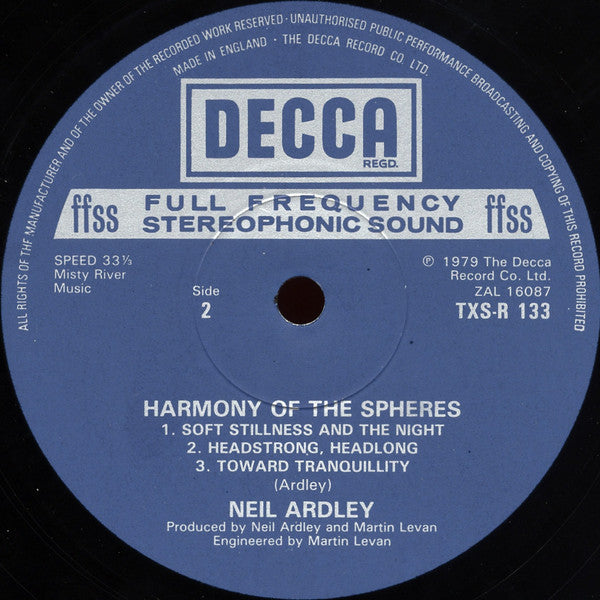 ALL RIGHTS OF THE MANUFACTURER AND OF THE OWNER OF THE RECORDED WORK RESERVED · UNAUTHORISED PUBLIC PERFORMANCE BROADCASTING AND COPYING OF THIS RECORD PROHIBITED
MADE IN ENGLAND · THE DECCA RECORD CO. LTD.
DECCA
REGD.
ffss FULL FREQUENCY STEREOPHONIC SOUND ffss
SPEED 33⅓
Misty River
Music
Side
2
℗ 1979 The Decca
Record Co. Ltd.
ZAL 16087
TXS-R 133
HARMONY OF THE SPHERES
1. SOFT STILLNESS AND THE NIGHT
2. HEADSTRONG, HEADLONG
3. TOWARD TRANQUILLITY
(Ardley)
NEIL ARDLEY
Produced by Neil Ardley and Martin Levan
Engineered by Martin Levan